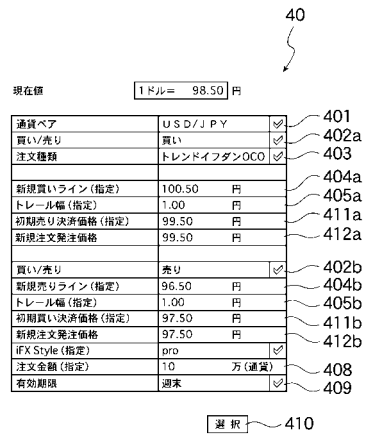 40
現在値 1ドル= 98.50 円
通貨ペア USD/JPY 401
買い/売り 買い 402a
注文種類 トレンドイフダンOCO 403
新規買いライン(指定) 100.50 円 404a
トレール幅(指定) 1.00 円 405a
初期売り決済価格(指定) 99.50 円 411a
新規注文発注価格 99.50 円 412a
買い/売り 売り 402b
新規売りライン(指定) 96.50 円 404b
トレール幅(指定) 1.00 円 405b
初期買い決済価格(指定) 97.50 円 411b
新規注文発注価格 97.50 円 412b
iFX Style(指定) pro
注文金額(指定) 10 万(通貨) 408
有効期限 週末 409
選択 410